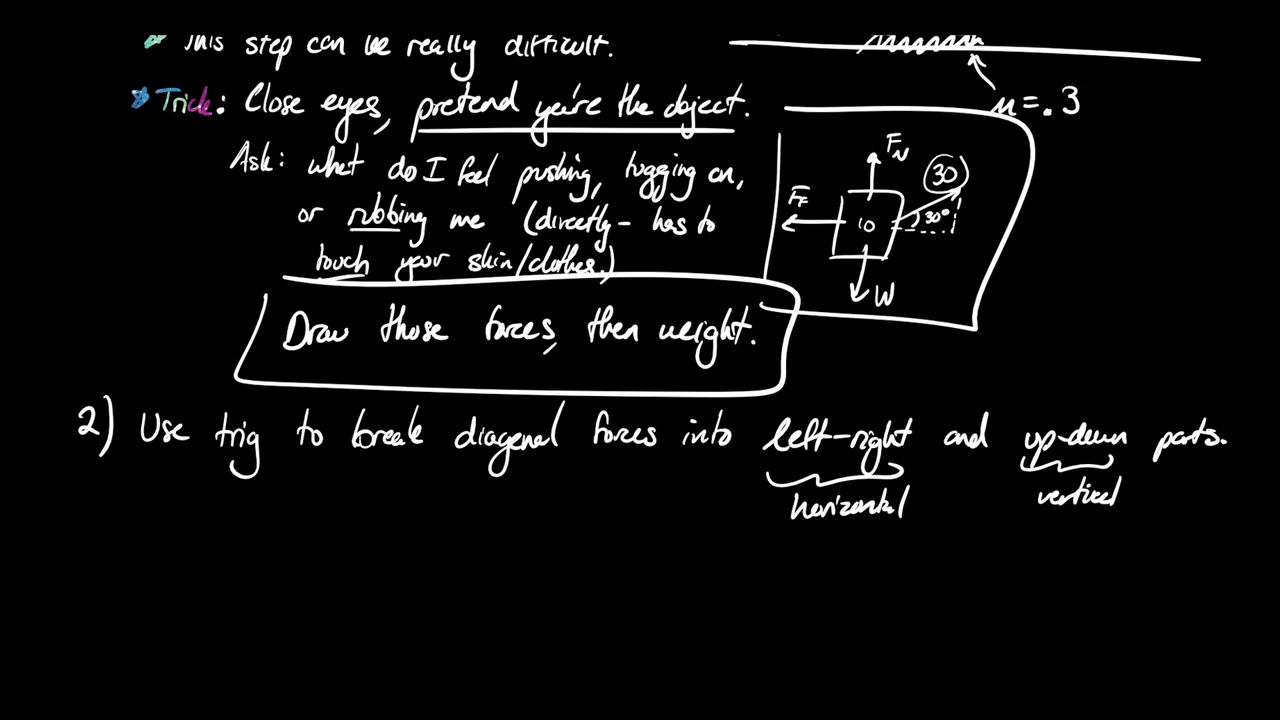 This step can be really difficult.
Trick: Close eyes, pretend you're the object.
μ=.3
Ask: what do I feel pushing, tugging on,
or rubbing me (directly – has to
touch your skin/clothes.)
F_N
30
F_F
10
30°
W
Draw those forces, then weight.
2) Use trig to break diagonal forces into left-right and up-down parts.
horizontal
vertical